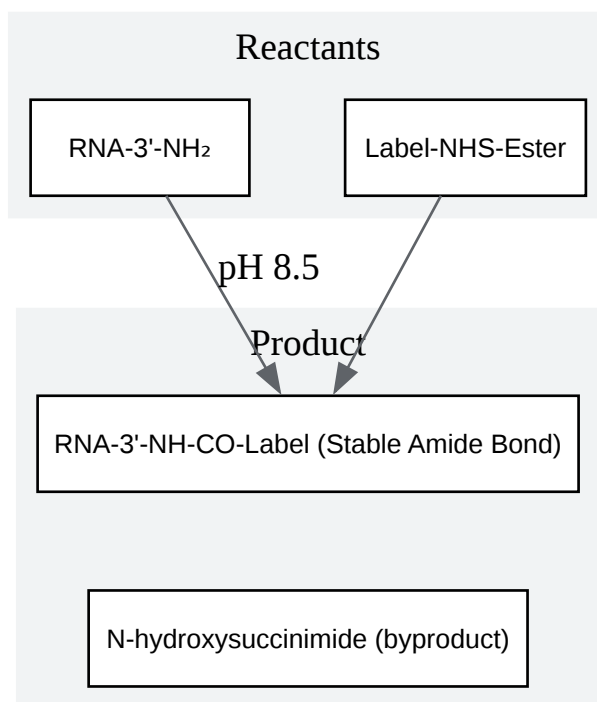 Reactants
RNA-3'-NH₂
Label-NHS-Ester
pH 8.5
Product
RNA-3'-NH-CO-Label (Stable Amide Bond)
N-hydroxysuccinimide (byproduct)